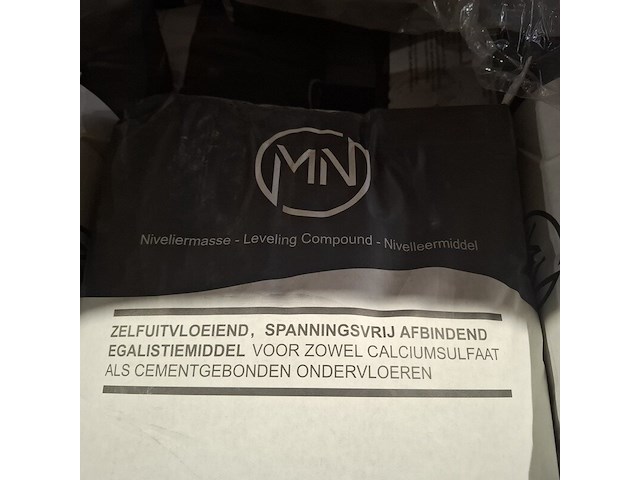 MN
Niveliermasse - Leveling Compound - Nivelleermiddel
ZELFUITVLOEIEND, SPANNINGSVRIJ AFBINDEND
EGALISTIEMIDDEL VOOR ZOWEL CALCIUMSULFAAT
ALS CEMENTGEBONDEN ONDERVLOEREN